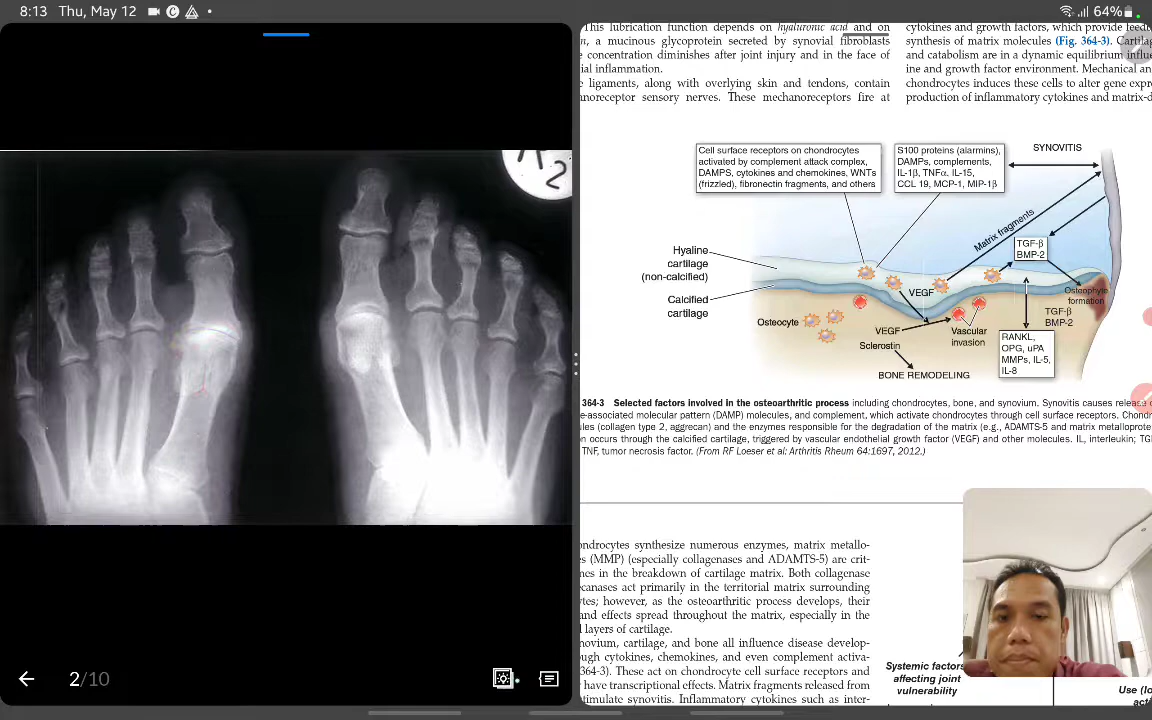 8:13 Thu, May 12
64%
2
2/10
This lubrication function depends on hyaluronic acid and on
a mucinous glycoprotein secreted by synovial fibroblasts
concentration diminishes after joint injury and in the face of
ial inflammation.
ligaments, along with overlying skin and tendons, contain
anoreceptor sensory nerves. These mechanoreceptors fire at
cytokines and growth factors, which provide
synthesis of matrix molecules (Fig. 364-3).
and catabolism are in a dynamic equilibrium
ine and growth factor environment. Mechanical an
chondrocytes induces these cells to alter gene expre
production of inflammatory cytokines and matrix-d
Cell surface receptors on chondrocytes
activated by complement attack complex,
DAMPS, cytokines and chemokines, WNTs
(frizzled), fibronectin fragments, and others
S100 proteins (alarmins),
DAMPs, complements,
IL-1β, TNFα, IL-15,
CCL 19, MCP-1, MIP-1β
SYNOVITIS
Matrix fragments
TGF-β
BMP-2
Hyaline
cartilage
(non-calcified)
Calcified
cartilage
VEGF
Osteophyte
formation
Osteocyte
VEGF
Sclerostin
Vascular
invasion
TGF-β
BMP-2
RANKL,
OPG, uPA
MMPs, IL-5,
IL-8
BONE REMODELING
364-3 Selected factors involved in the osteoarthritic process including chondrocytes, bone, and synovium. Synovitis causes release
e-associated molecular pattern (DAMP) molecules, and complement, which activate chondrocytes through cell surface receptors. Chond
ules (collagen type 2, aggrecan) and the enzymes responsible for the degradation of the matrix (e.g., ADAMTS-5 and matrix metalloprote
n occurs through the calcified cartilage, triggered by vascular endothelial growth factor (VEGF) and other molecules. IL, interleukin; TG
TNF, tumor necrosis factor. (From RF Loeser et al: Arthritis Rheum 64:1697, 2012.)
ondrocytes synthesize numerous enzymes, matrix metallo-
s (MMP) (especially collagenases and ADAMTS-5) are crit-
nes in the breakdown of cartilage matrix. Both collagenase
ecanases act primarily in the territorial matrix surrounding
ytes; however, as the osteoarthritic process develops, their
and effects spread throughout the matrix, especially in the
l layers of cartilage.
novium, cartilage, and bone all influence disease develop-
ugh cytokines, chemokines, and even complement activa-
364-3). These act on chondrocyte cell surface receptors and
have transcriptional effects. Matrix fragments released from
stimulate synovitis. Inflammatory cytokines such as inter-
Systemic factors
affecting joint
vulnerability
Use (lo